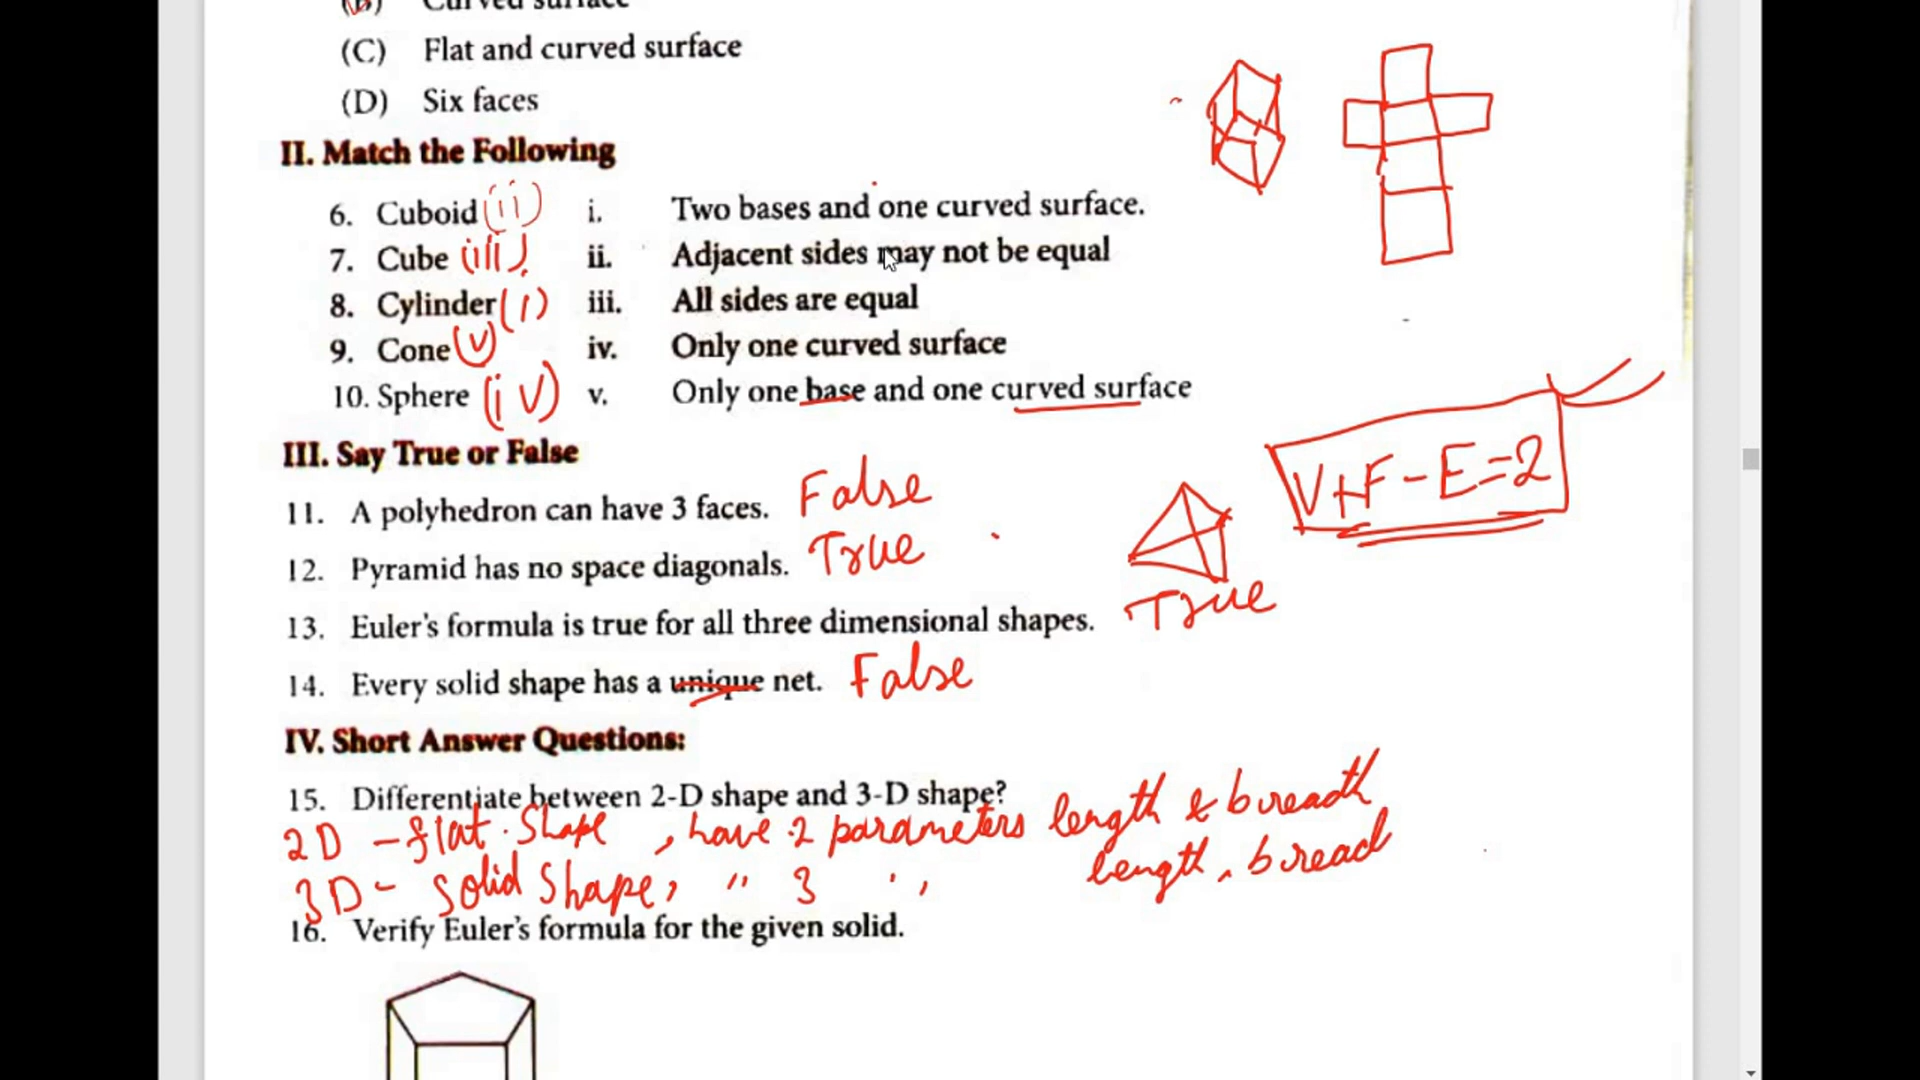 (B) Curved surface
(C) Flat and curved surface
(D) Six faces
II. Match the Following
6. Cuboid (ii) i. Two bases and one curved surface.
7. Cube (iii) ii. Adjacent sides may not be equal
8. Cylinder (i) iii. All sides are equal
9. Cone (v) iv. Only one curved surface
10. Sphere (iv) v. Only one base and one curved surface
V+F-E=2
III. Say True or False
11. A polyhedron can have 3 faces. False
12. Pyramid has no space diagonals. True
13. Euler's formula is true for all three dimensional shapes. True
14. Every solid shape has a unique net. False
IV. Short Answer Questions:
15. Differentiate between 2-D shape and 3-D shape?
2D - flat shape, have 2 parameters length & breadth
3D - solid shape, " 3 " length, bread
16. Verify Euler's formula for the given solid.